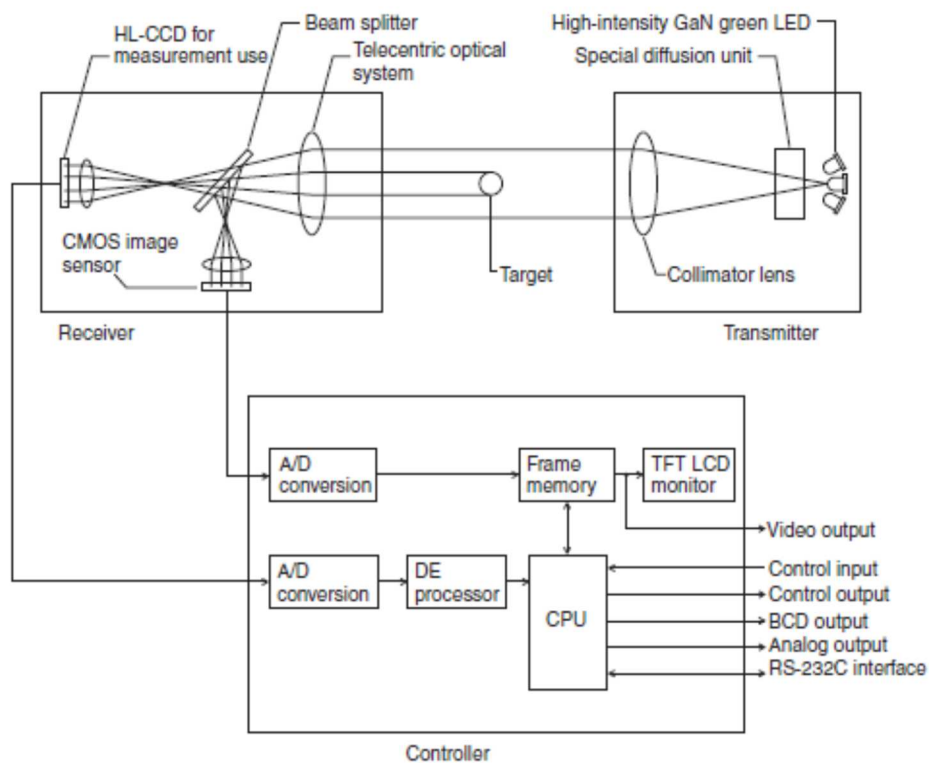 HL-CCD for
measurement use
Beam splitter
Telecentric optical
system
High-intensity GaN green LED
Special diffusion unit
CMOS image
sensor
Target
Collimator lens
Receiver
Transmitter
A/D
conversion
Frame
memory
TFT LCD
monitor
Video output
A/D
conversion
DE
processor
CPU
Control input
Control output
BCD output
Analog output
RS-232C interface
Controller